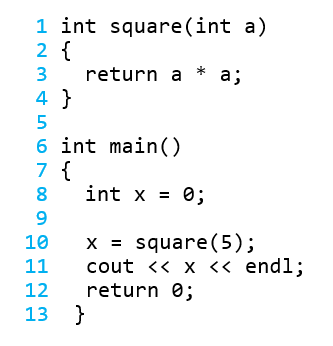 1 int square(int a)
2 {
3   return a * a;
4 }
5
6 int main()
7 {
8   int x = 0;
9
10   x = square(5);
11   cout << x << endl;
12   return 0;
13  }